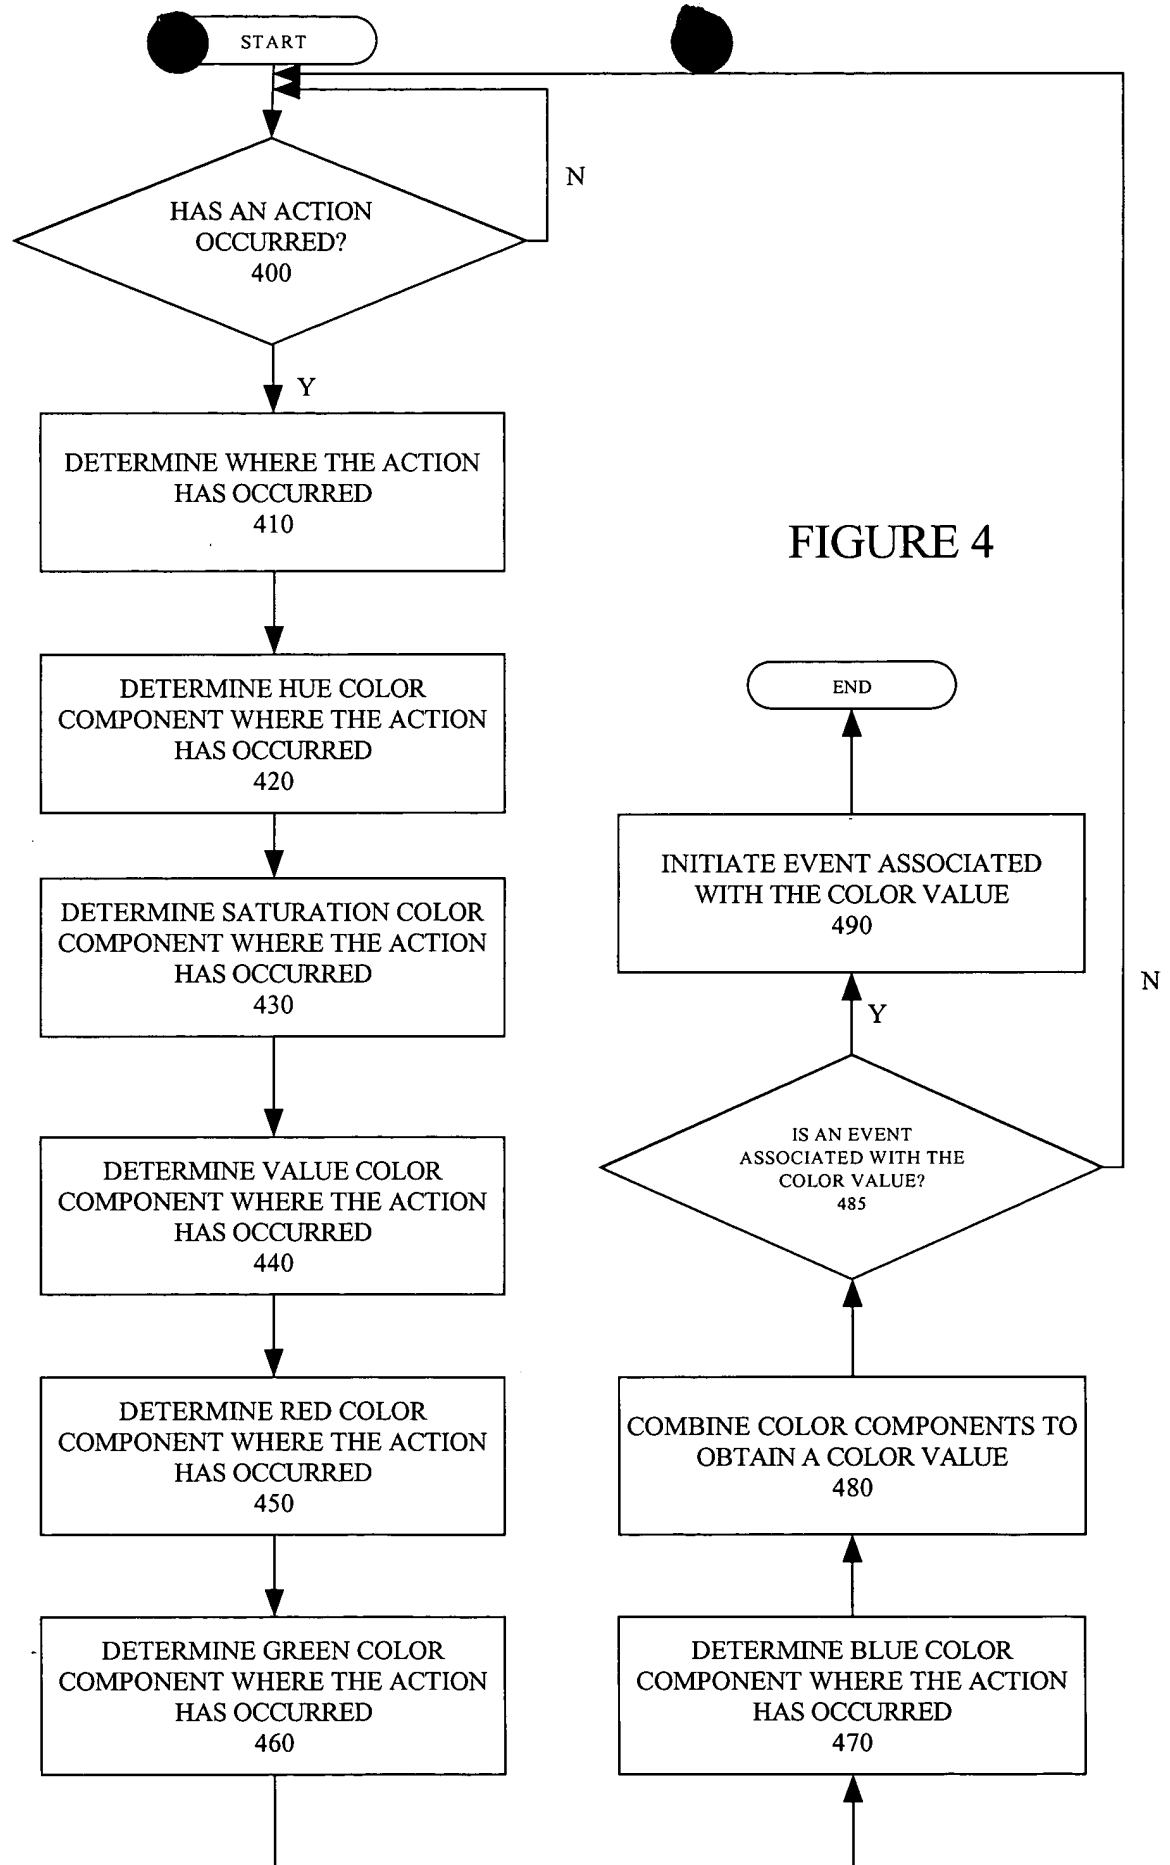 START
N
HAS AN ACTION
OCCURRED?
400
Y
DETERMINE WHERE THE ACTION
HAS OCCURRED
410
DETERMINE HUE COLOR
COMPONENT WHERE THE ACTION
HAS OCCURRED
420
DETERMINE SATURATION COLOR
COMPONENT WHERE THE ACTION
HAS OCCURRED
430
DETERMINE VALUE COLOR
COMPONENT WHERE THE ACTION
HAS OCCURRED
440
DETERMINE RED COLOR
COMPONENT WHERE THE ACTION
HAS OCCURRED
450
DETERMINE GREEN COLOR
COMPONENT WHERE THE ACTION
HAS OCCURRED
460
FIGURE 4
END
INITIATE EVENT ASSOCIATED
WITH THE COLOR VALUE
490
N
Y
IS AN EVENT
ASSOCIATED WITH THE
COLOR VALUE?
485
COMBINE COLOR COMPONENTS TO
OBTAIN A COLOR VALUE
480
DETERMINE BLUE COLOR
COMPONENT WHERE THE ACTION
HAS OCCURRED
470